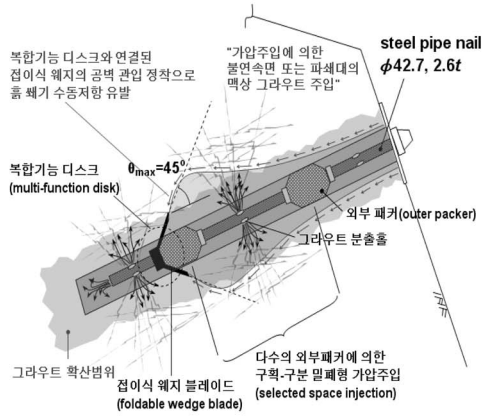 복합기능 디스크와 연결된
접이식 웨지의 공벽 관입 정착으로
흙 쐐기 수동저항 유발
"가압주입에 의한
불연속면 또는 파쇄대의
맥상 그라우트 주입"
steel pipe nail
ϕ42.7, 2.6t
복합기능 디스크
(multi-function disk)
θmax=45°
외부 패커(outer packer)
그라우트 분출홀
그라우트 확산범위
접이식 웨지 블레이드
(foldable wedge blade)
다수의 외부패커에 의한
구획-구분 밀폐형 가압주입
(selected space injection)